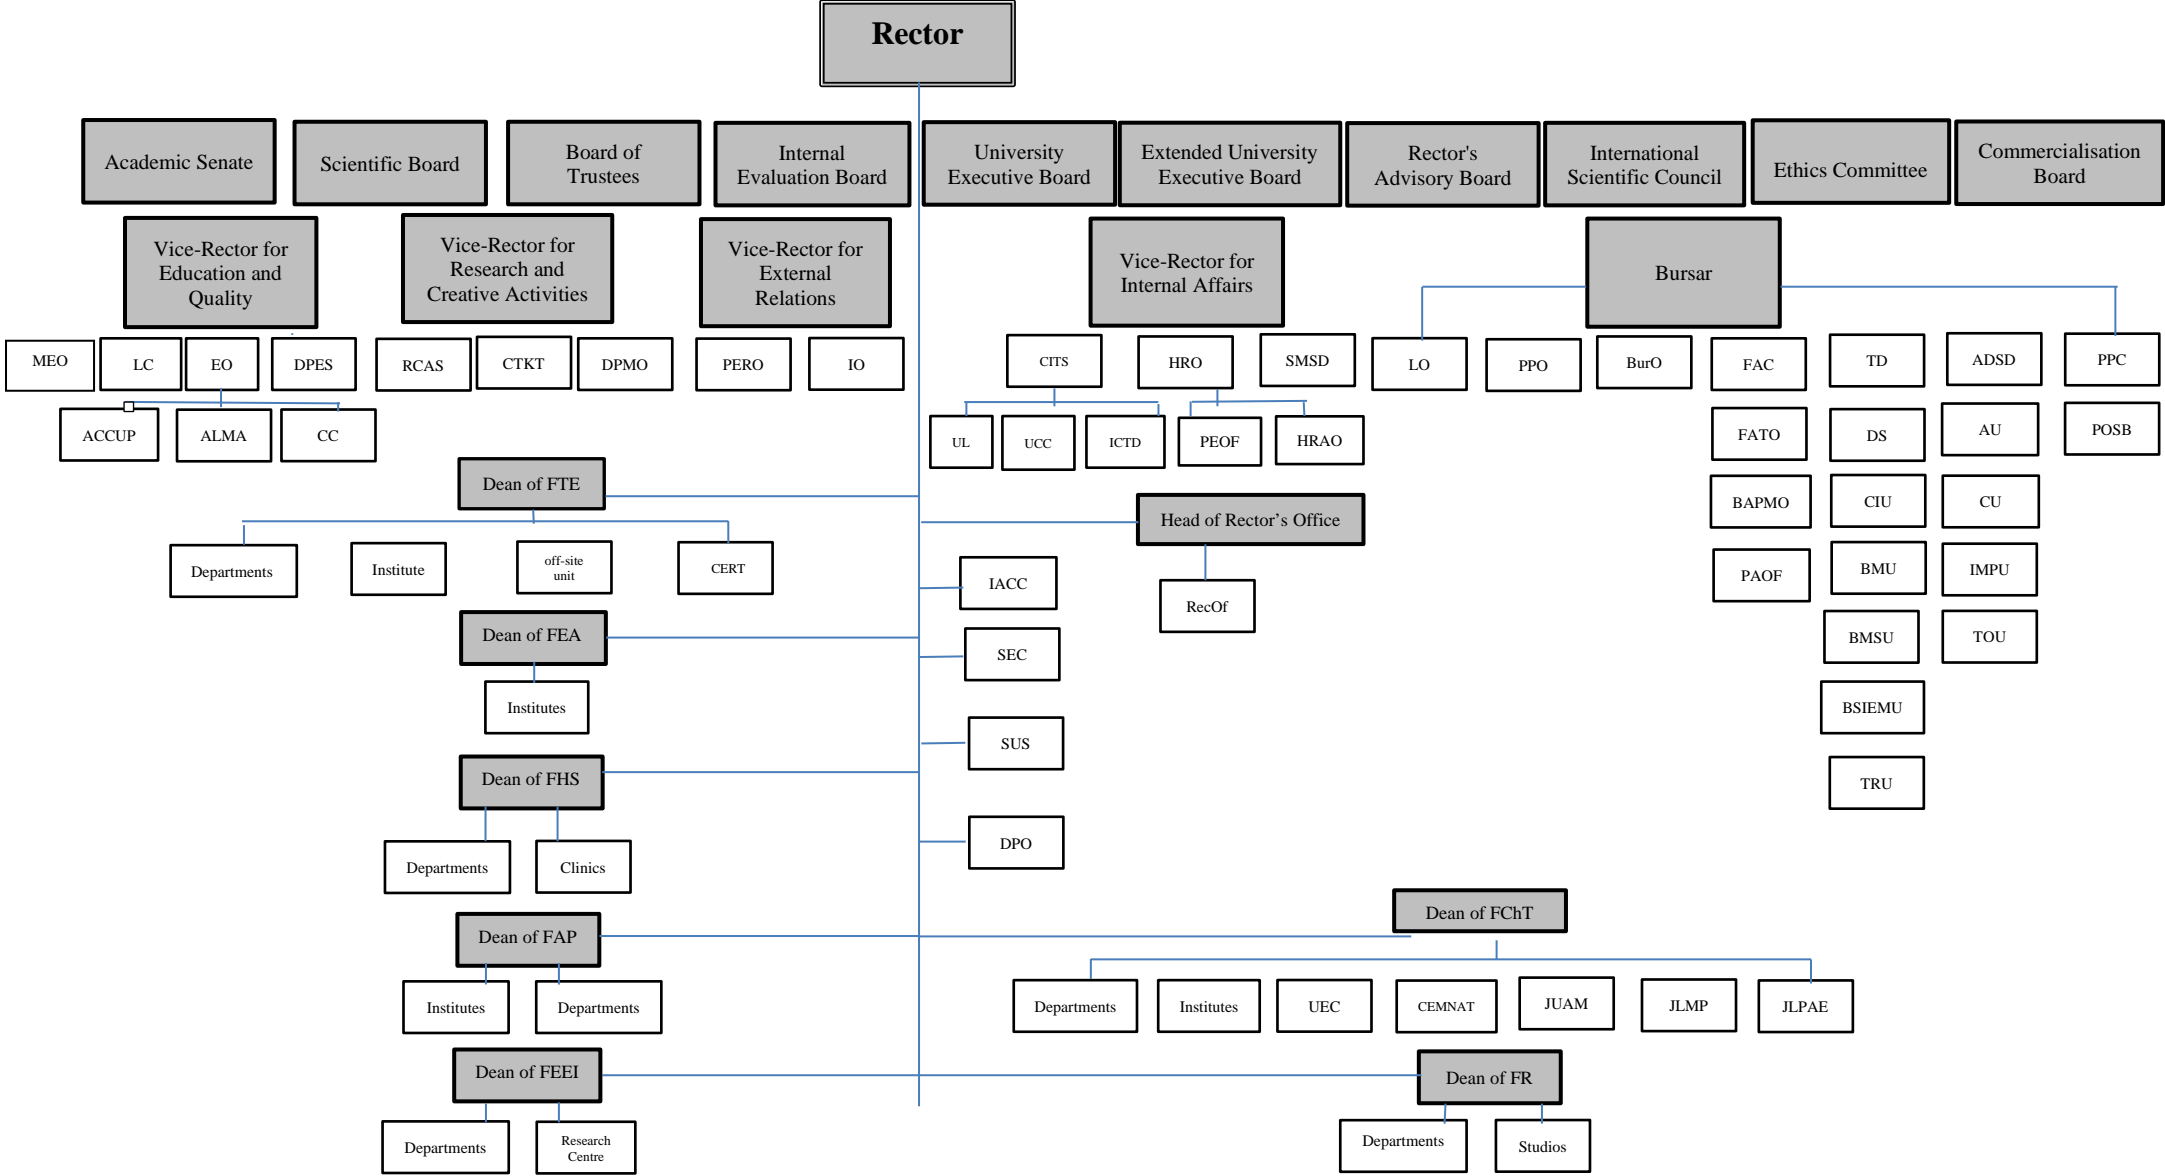 Rector
Academic Senate
Scientific Board
Board of
Trustees
Internal
Evaluation Board
University
Executive Board
Extended University
Executive Board
Rector's
Advisory Board
International
Scientific Council
Ethics Committee
Commercialisation
Board
Vice-Rector for
Education and
Quality
Vice-Rector for
Research and
Creative Activities
Vice-Rector for
External
Relations
Vice-Rector for
Internal Affairs
Bursar
MEO
LC
EO
DPES
RCAS
CTKT
DPMO
PERO
IO
CITS
HRO
SMSD
LO
PPO
BurO
FAC
TD
ADSD
PPC
ACCUP
ALMA
CC
UL
UCC
ICTD
PEOF
HRAO
FATO
DS
AU
POSB
Dean of FTE
Head of Rector’s Office
BAPMO
CIU
CU
Departments
Institute
off-site
unit
CERT
IACC
RecOf
PAOF
BMU
IMPU
Dean of FEA
SEC
BMSU
TOU
Institutes
SUS
BSIEMU
Dean of FHS
TRU
Departments
Clinics
DPO
Dean of FAP
Dean of FChT
Institutes
Departments
Departments
Institutes
UEC
CEMNAT
JUAM
JLMP
JLPAE
Dean of FEEI
Dean of FR
Departments
Research
Centre
Departments
Studios